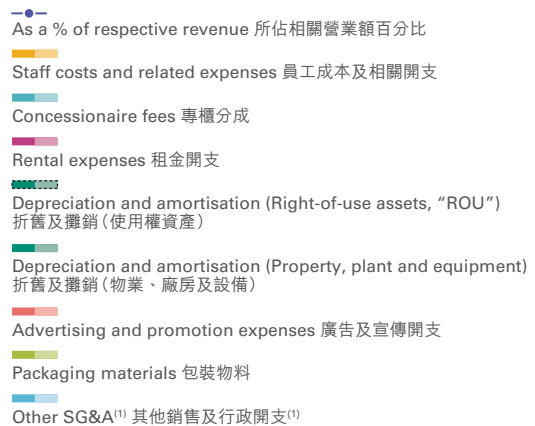 As a % of respective revenue 所佔相關營業額百分比
Staff costs and related expenses 員工成本及相關開支
Concessionaire fees 專櫃分成
Rental expenses 租金開支
Depreciation and amortisation (Right-of-use assets, “ROU”)
折舊及攤銷（使用權資產）
Depreciation and amortisation (Property, plant and equipment)
折舊及攤銷（物業、廠房及設備）
Advertising and promotion expenses 廣告及宣傳開支
Packaging materials 包裝物料
Other SG&A⁽¹⁾ 其他銷售及行政開支⁽¹⁾